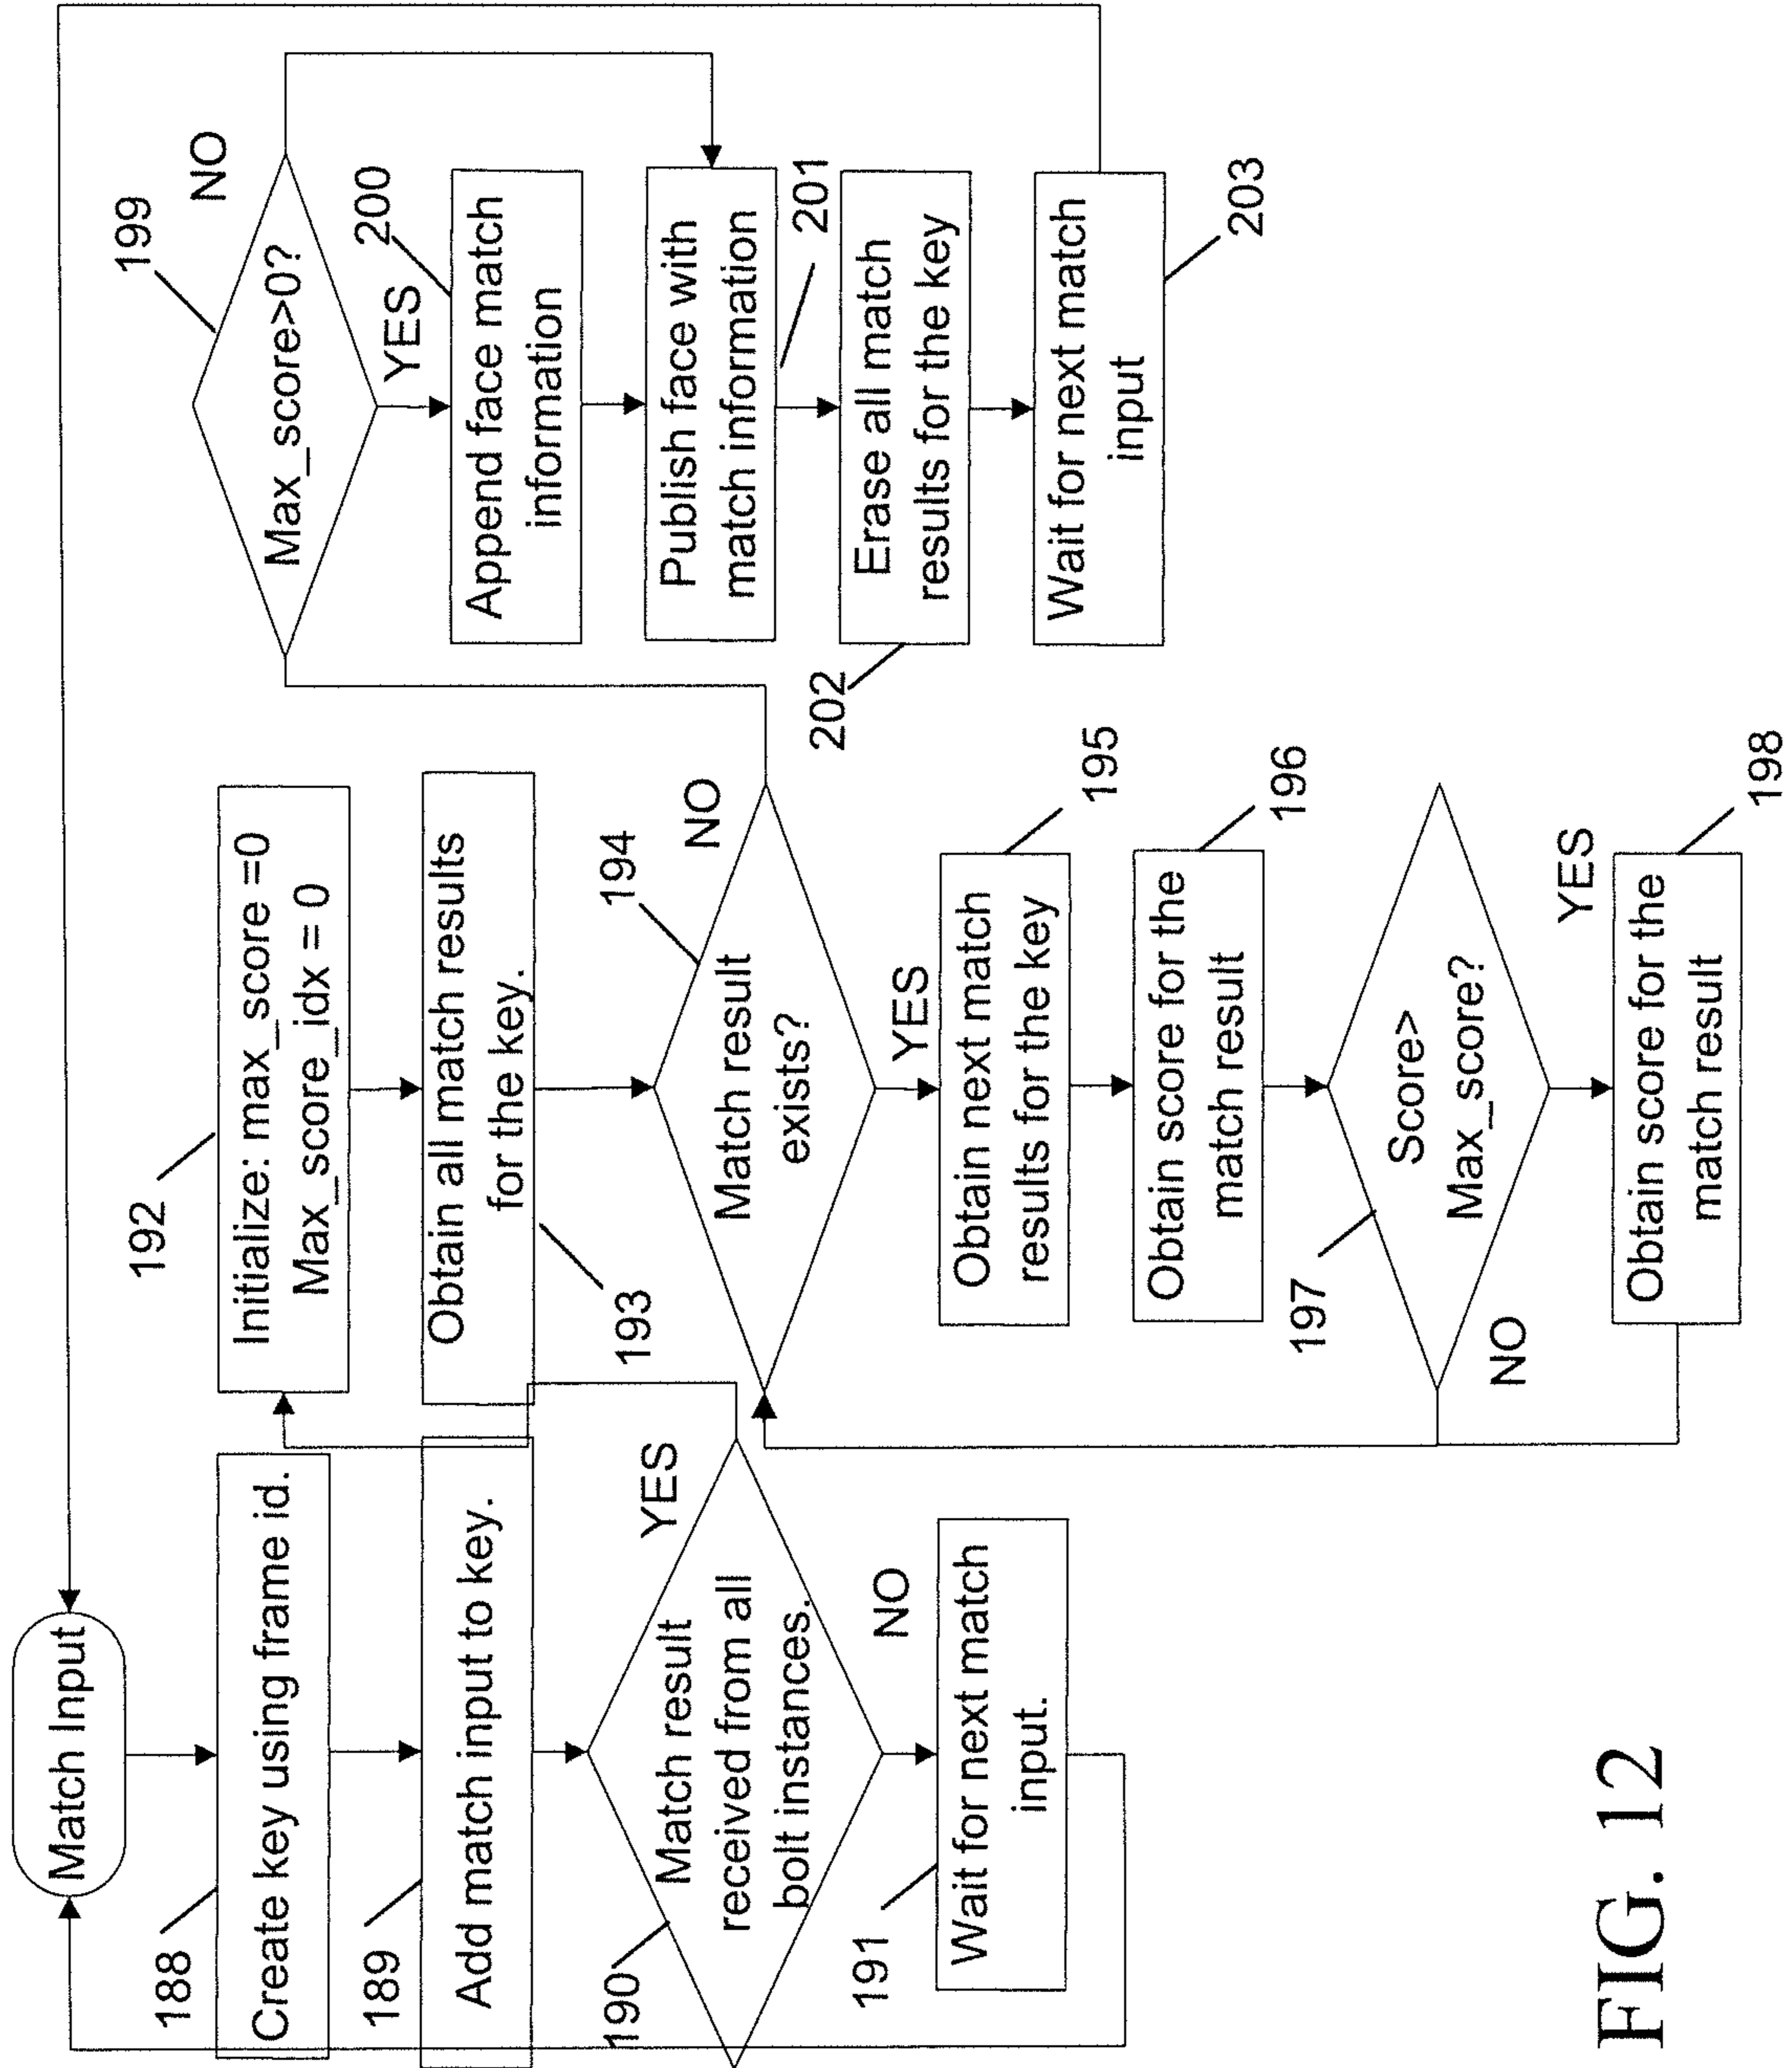 Match Input
188
Create key using frame id.
189
Add match input to key.
190
Match result
received from all
bolt instances.
YES
NO
191
Wait for next match
input.
192
Initialize: max_score =0
Max_score_idx = 0
Obtain all match results
for the key.
193
194
Match result
exists?
NO
YES
Obtain next match
results for the key
195
Obtain score for the
match result
196
197
Score>
Max_score?
NO
YES
Obtain score for the
match result
198
199
Max_score>0?
NO
YES
200
Append face match
information
Publish face with
match information
201
Erase all match
results for the key
202
Wait for next match
input
203
FIG. 12